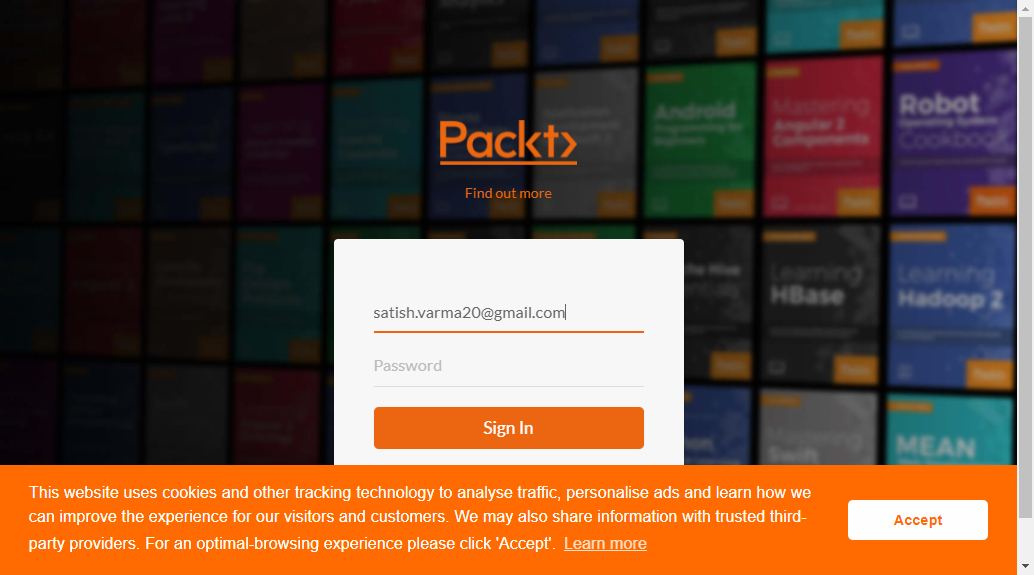 Packt
Find out more
Android
Programming for
Beginners
Mastering
Angular 2
Components
Robot
Operating Systems
Cookbook
satish.varma20@gmail.com
Password
Sign In
Learning
HBase
Learning
Hadoop 2
Mastering
Swift
MEAN
This website uses cookies and other tracking technology to analyse traffic, personalise ads and learn how we
can improve the experience for our visitors and customers. We may also share information with trusted third-
party providers. For an optimal-browsing experience please click 'Accept'. Learn more
Accept